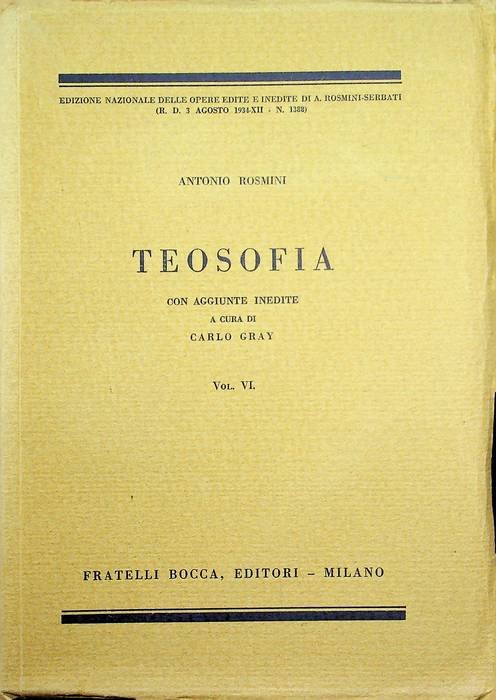 EDIZIONE NAZIONALE DELLE OPERE EDITE E INEDITE DI A. ROSMINI-SERBATI
(R. D. 3 AGOSTO 1934-XII - N. 1388)
ANTONIO ROSMINI
TEOSOFIA
CON AGGIUNTE INEDITE
A CURA DI
CARLO GRAY
VOL. VI.
FRATELLI BOCCA, EDITORI – MILANO